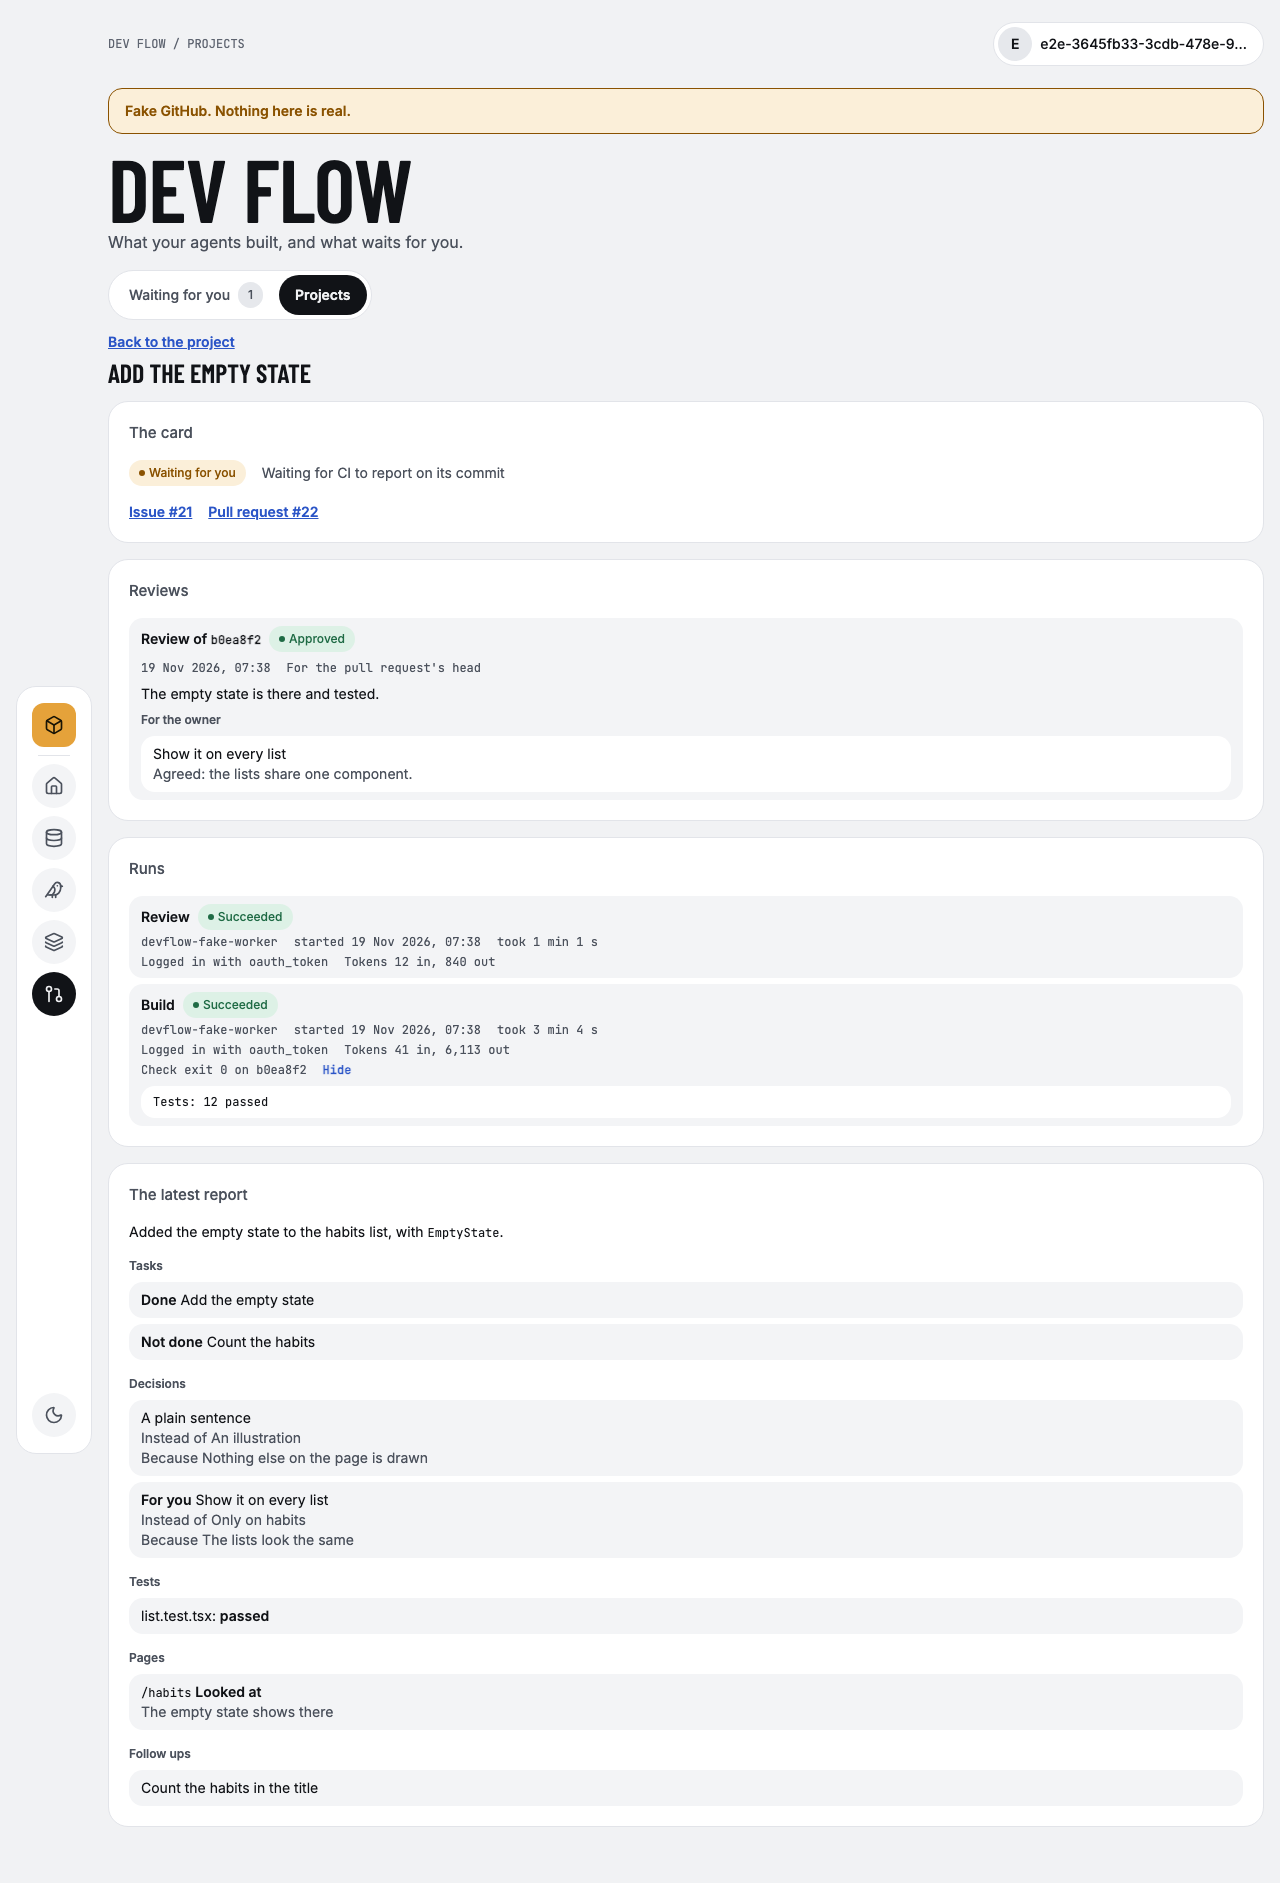 DEV FLOW / PROJECTS
E
e2e-3645fb33-3cdb-478e-9...
Fake GitHub. Nothing here is real.
DEV FLOW
What your agents built, and what waits for you.
Waiting for you 1 Projects
Back to the project
ADD THE EMPTY STATE
The card
Waiting for you Waiting for CI to report on its commit
Issue #21 Pull request #22
Reviews
Review of b0ea8f2 Approved
19 Nov 2026, 07:38 For the pull request's head
The empty state is there and tested.
For the owner
Show it on every list
Agreed: the lists share one component.
Runs
Review Succeeded
devflow-fake-worker started 19 Nov 2026, 07:38 took 1 min 1 s
Logged in with oauth_token Tokens 12 in, 840 out
Build Succeeded
devflow-fake-worker started 19 Nov 2026, 07:38 took 3 min 4 s
Logged in with oauth_token Tokens 41 in, 6,113 out
Check exit 0 on b0ea8f2 Hide
Tests: 12 passed
The latest report
Added the empty state to the habits list, with EmptyState.
Tasks
Done Add the empty state
Not done Count the habits
Decisions
A plain sentence
Instead of An illustration
Because Nothing else on the page is drawn
For you Show it on every list
Instead of Only on habits
Because The lists look the same
Tests
list.test.tsx: passed
Pages
/habits Looked at
The empty state shows there
Follow ups
Count the habits in the title